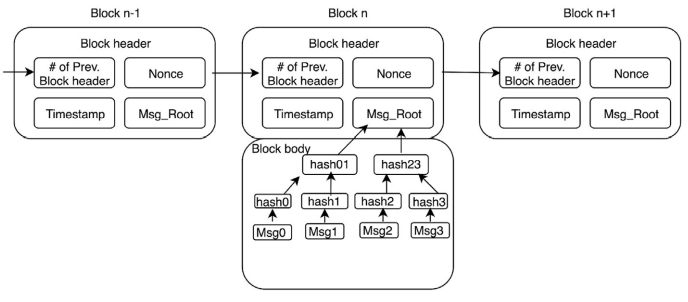 Block n-1
Block n
Block n+1
Block header
Block header
Block header
# of Prev.
Block header
Nonce
# of Prev.
Block header
Nonce
# of Prev.
Block header
Nonce
Timestamp
Msg_Root
Timestamp
Msg_Root
Timestamp
Msg_Root
Block body
hash01
hash23
hash0
hash1
hash2
hash3
Msg0
Msg1
Msg2
Msg3